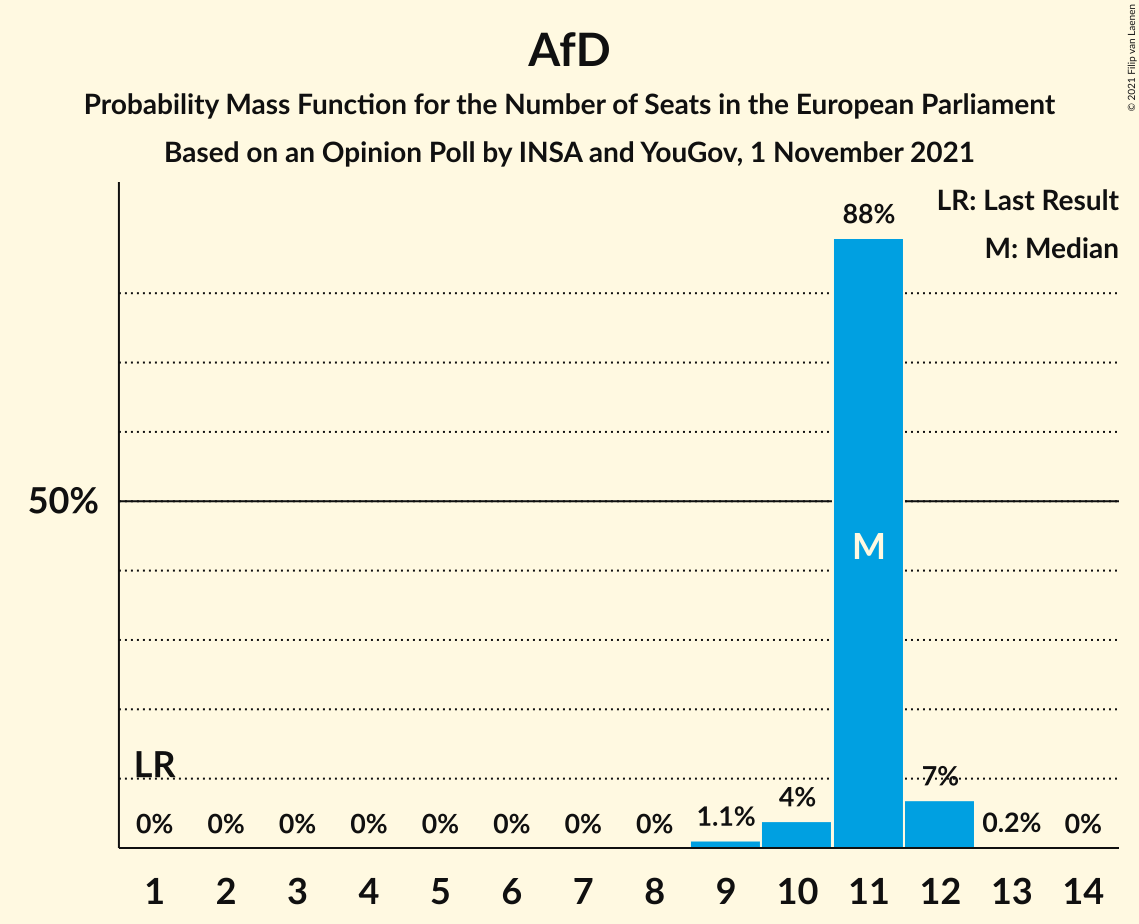 AfD
Probability Mass Function for the Number of Seats in the European Parliament
Based on an Opinion Poll by INSA and YouGov, 1 November 2021
© 2021 Filip van Laenen
LR: Last Result
M: Median
88%
50%
M
LR
0% 0% 0% 0% 0% 0% 0% 0% 1.1% 4% 7% 0.2% 0%
1 2 3 4 5 6 7 8 9 10 11 12 13 14